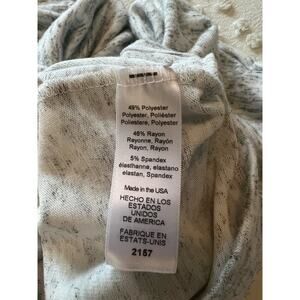 49% Polyester
Polyester, Poliéster
Poliestere, Polyester
46% Rayon
Rayonne, Rayón
Rayon, Rayon
5% Spandex
élasthanne, elastano
elastan, Spandex
Made in the USA
HECHO EN LOS
ESTADOS
UNIDOS
DE AMERICA
FABRIQUE EN
ESTATS-UNIS
2157